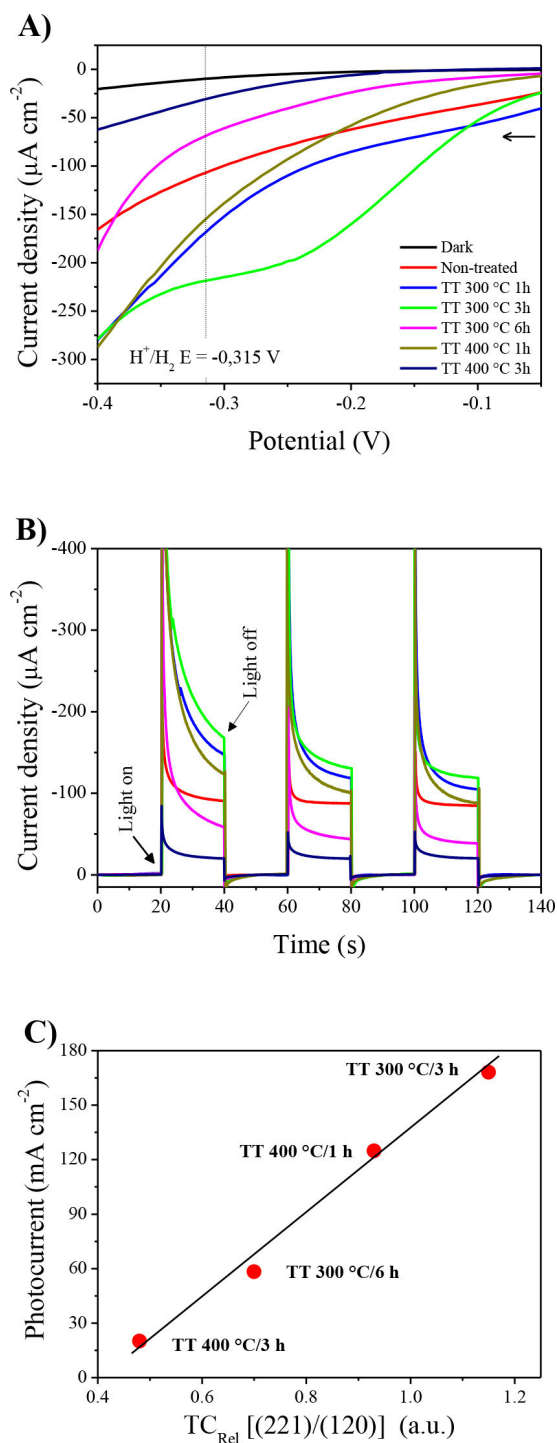 A)
0
-50
-100
-150
-200
-250
-300
Current density (µA cm-2)
Dark
Non-treated
TT 300 °C 1h
TT 300 °C 3h
TT 300 °C 6h
TT 400 °C 1h
TT 400 °C 3h
H+/H2 E = -0,315 V
-0.4 -0.3 -0.2 -0.1
Potential (V)
B)
-400
-300
-200
-100
0
Current density (µA cm-2)
Light on
Light off
0 20 40 60 80 100 120 140
Time (s)
C)
180
150
120
90
60
30
0
Photocurrent (mA cm-2)
TT 300 °C/3 h
TT 400 °C/1 h
TT 300 °C/6 h
TT 400 °C/3 h
0.4 0.6 0.8 1.0 1.2
TCRel [(221)/(120)] (a.u.)